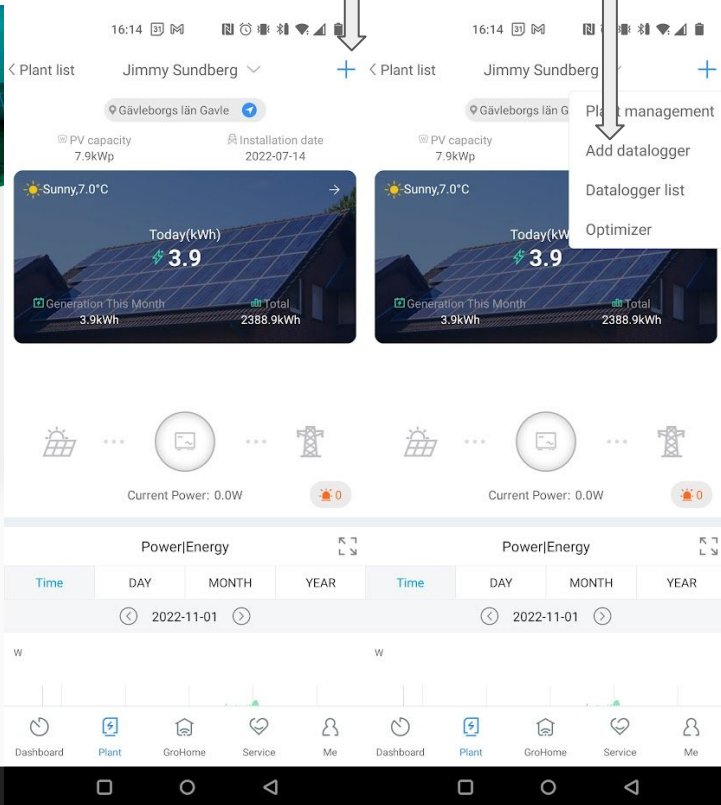 16:14 31
< Plant list Jimmy Sundberg +
Gävleborgs län Gavle
PV capacity Installation date
7.9kWp 2022-07-14
Sunny,7.0°C →
Today(kWh)
3.9
Generation This Month Total
3.9kWh 2388.9kWh
Current Power: 0.0W 0
Power|Energy
Time DAY MONTH YEAR
2022-11-01
W
Dashboard Plant GroHome Service Me
16:14 31
< Plant list Jimmy Sundberg +
Gävleborgs län
PV capacity
7.9kWp
Plant management
Add datalogger
Datalogger list
Optimizer
Sunny,7.0°C
3.9
Generation This Month Total
3.9kWh 2388.9kWh
Current Power: 0.0W 0
Power|Energy
Time DAY MONTH YEAR
2022-11-01
W
Dashboard Plant GroHome Service Me